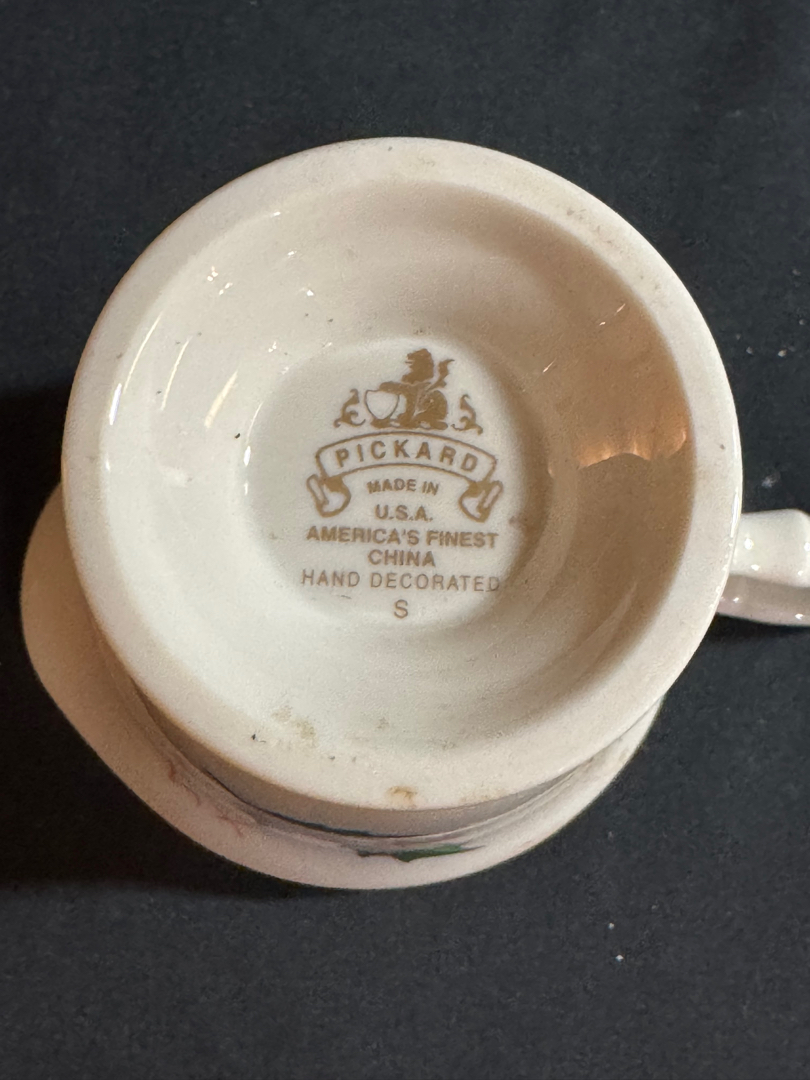 PICKARD
MADE IN
U.S.A.
AMERICA'S FINEST
CHINA
HAND DECORATED
S